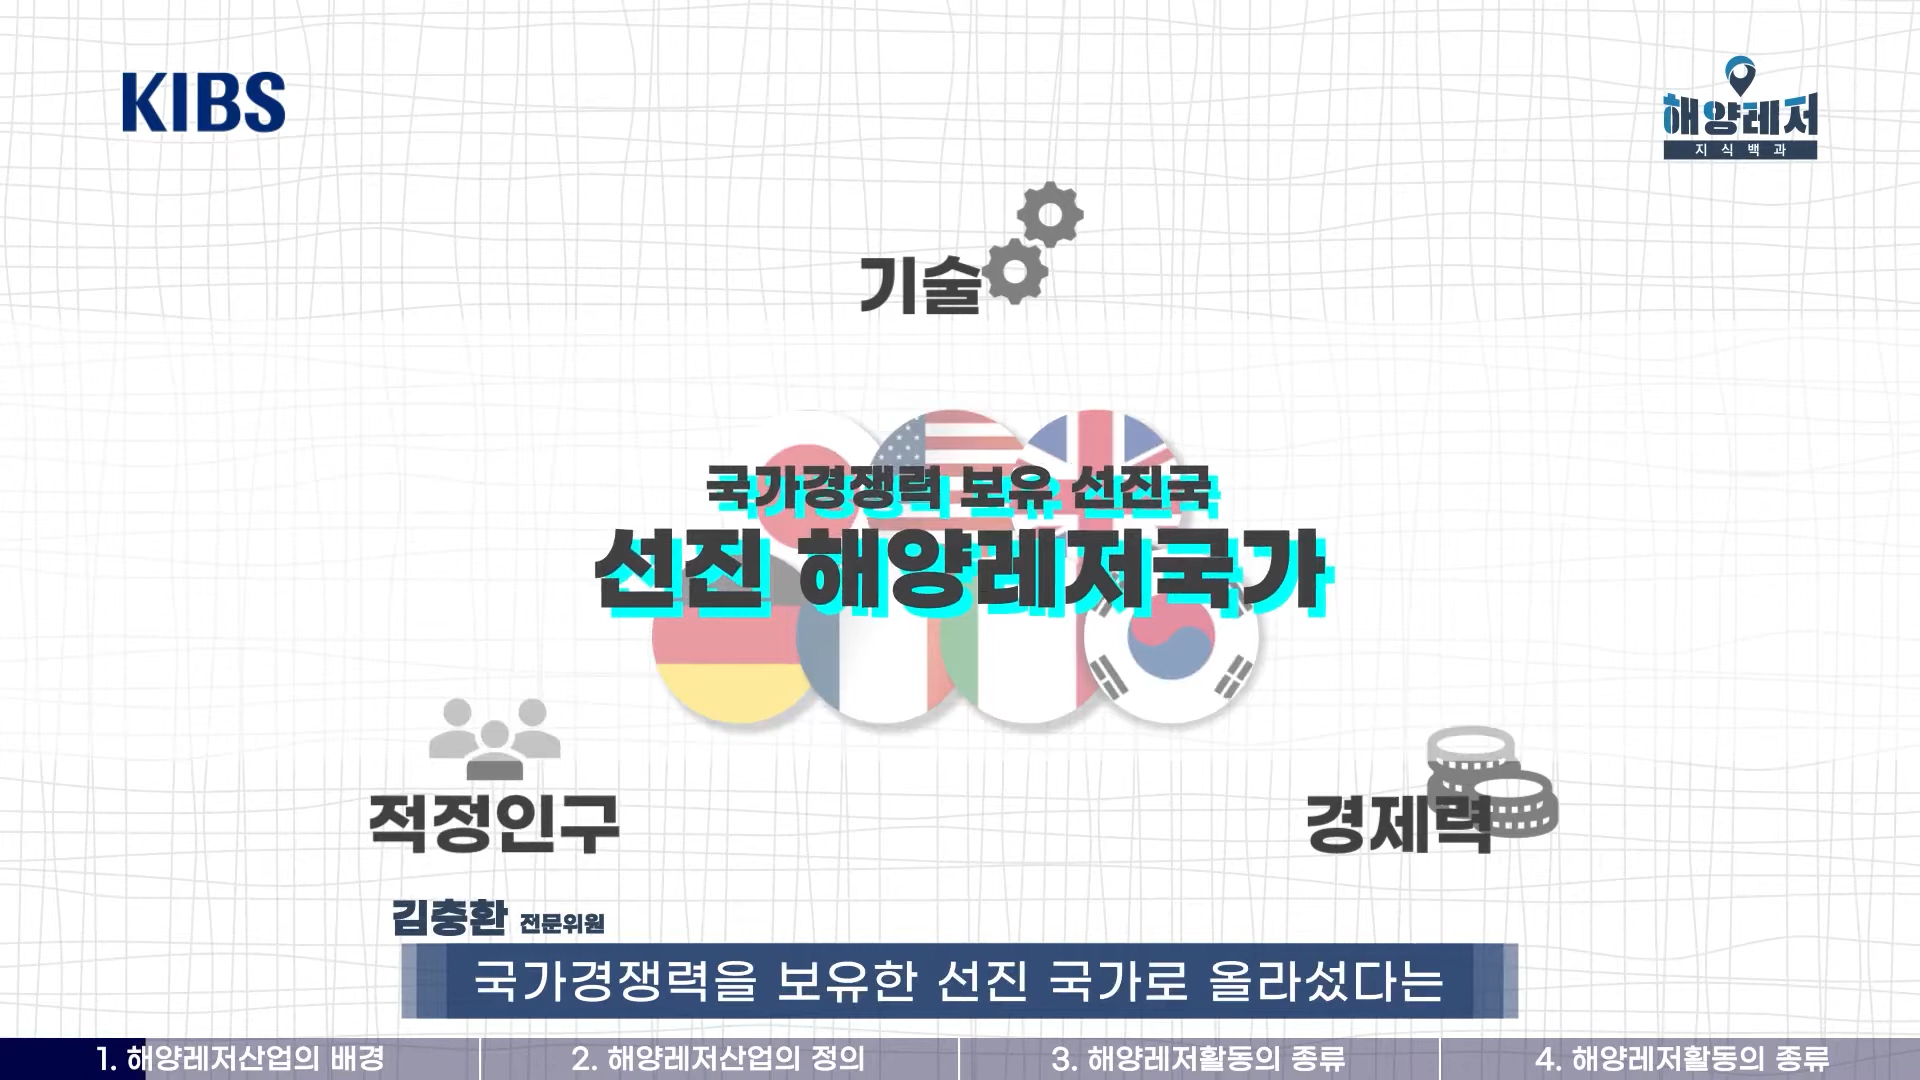 KIBS
해양레저
지식백과
기술
국가경쟁력 보유 선진국
선진 해양레저국가
적정인구
경제력
김충환 전문위원
국가경쟁력을 보유한 선진 국가로 올라섰다는
1. 해양레저산업의 배경
2. 해양레저산업의 정의
3. 해양레저활동의 종류
4. 해양레저활동의 종류